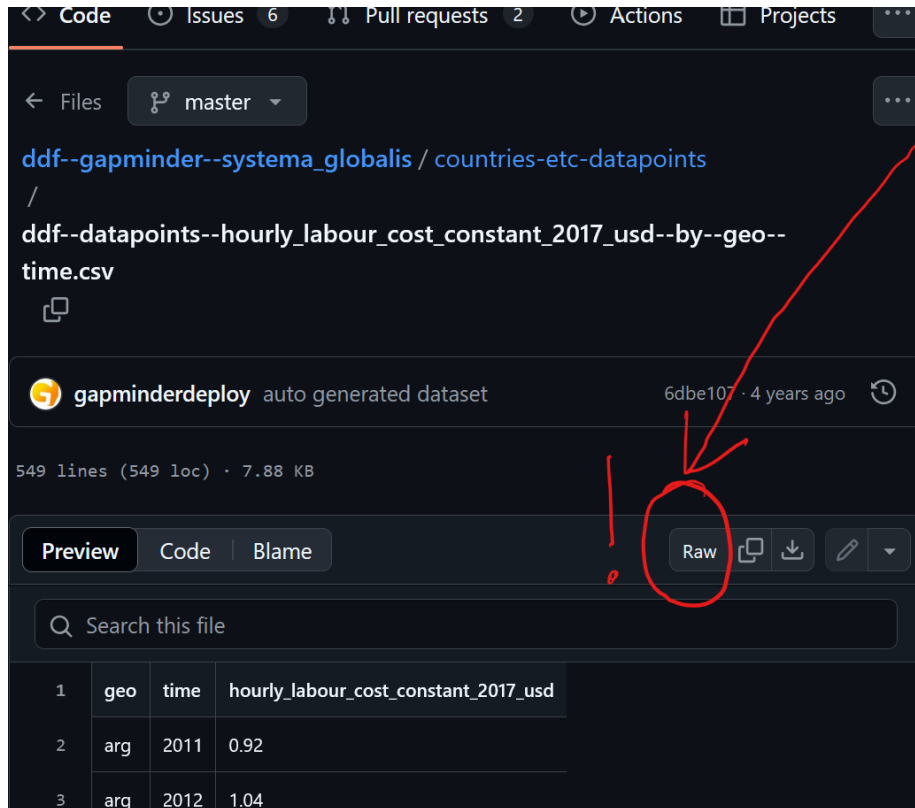 <> Code Issues 6 Pull requests 2 Actions Projects ...
Files master ...
ddf--gapminder--systema_globalis / countries-etc-datapoints
/
ddf--datapoints--hourly_labour_cost_constant_2017_usd--by--geo--
time.csv
gapminderdeploy auto generated dataset 6dbe107 · 4 years ago
549 lines (549 loc) · 7.88 KB
Preview Code Blame ! Raw
Search this file
1 geo time hourly_labour_cost_constant_2017_usd
2 arg 2011 0.92
3 arg 2012 1.04